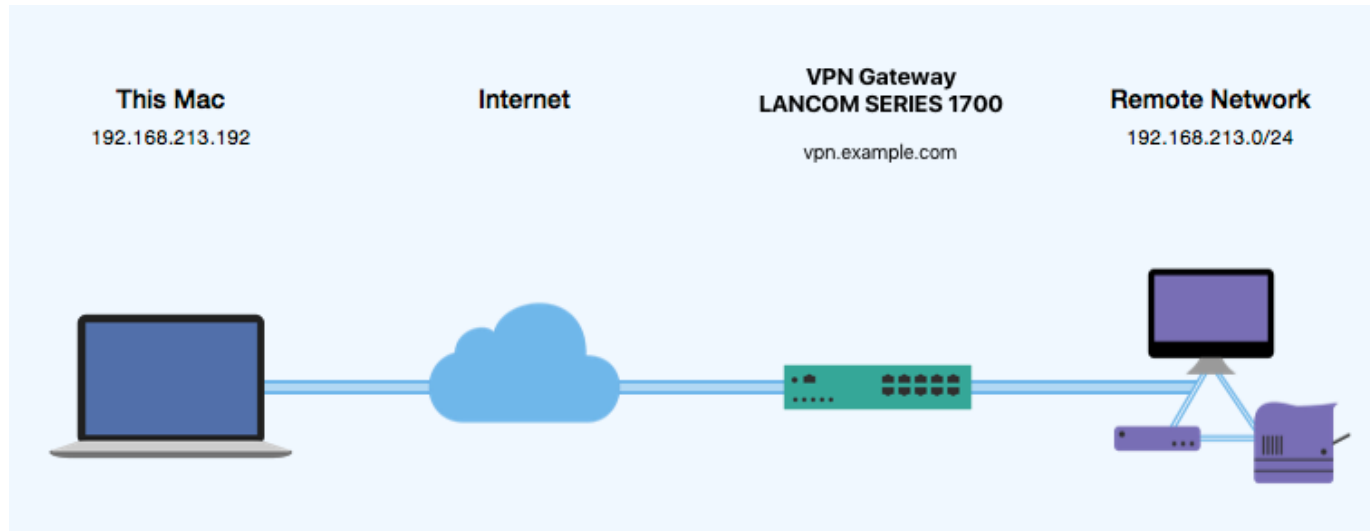 This Mac
192.168.213.192
Internet
VPN Gateway
LANCOM SERIES 1700
vpn.example.com
Remote Network
192.168.213.0/24